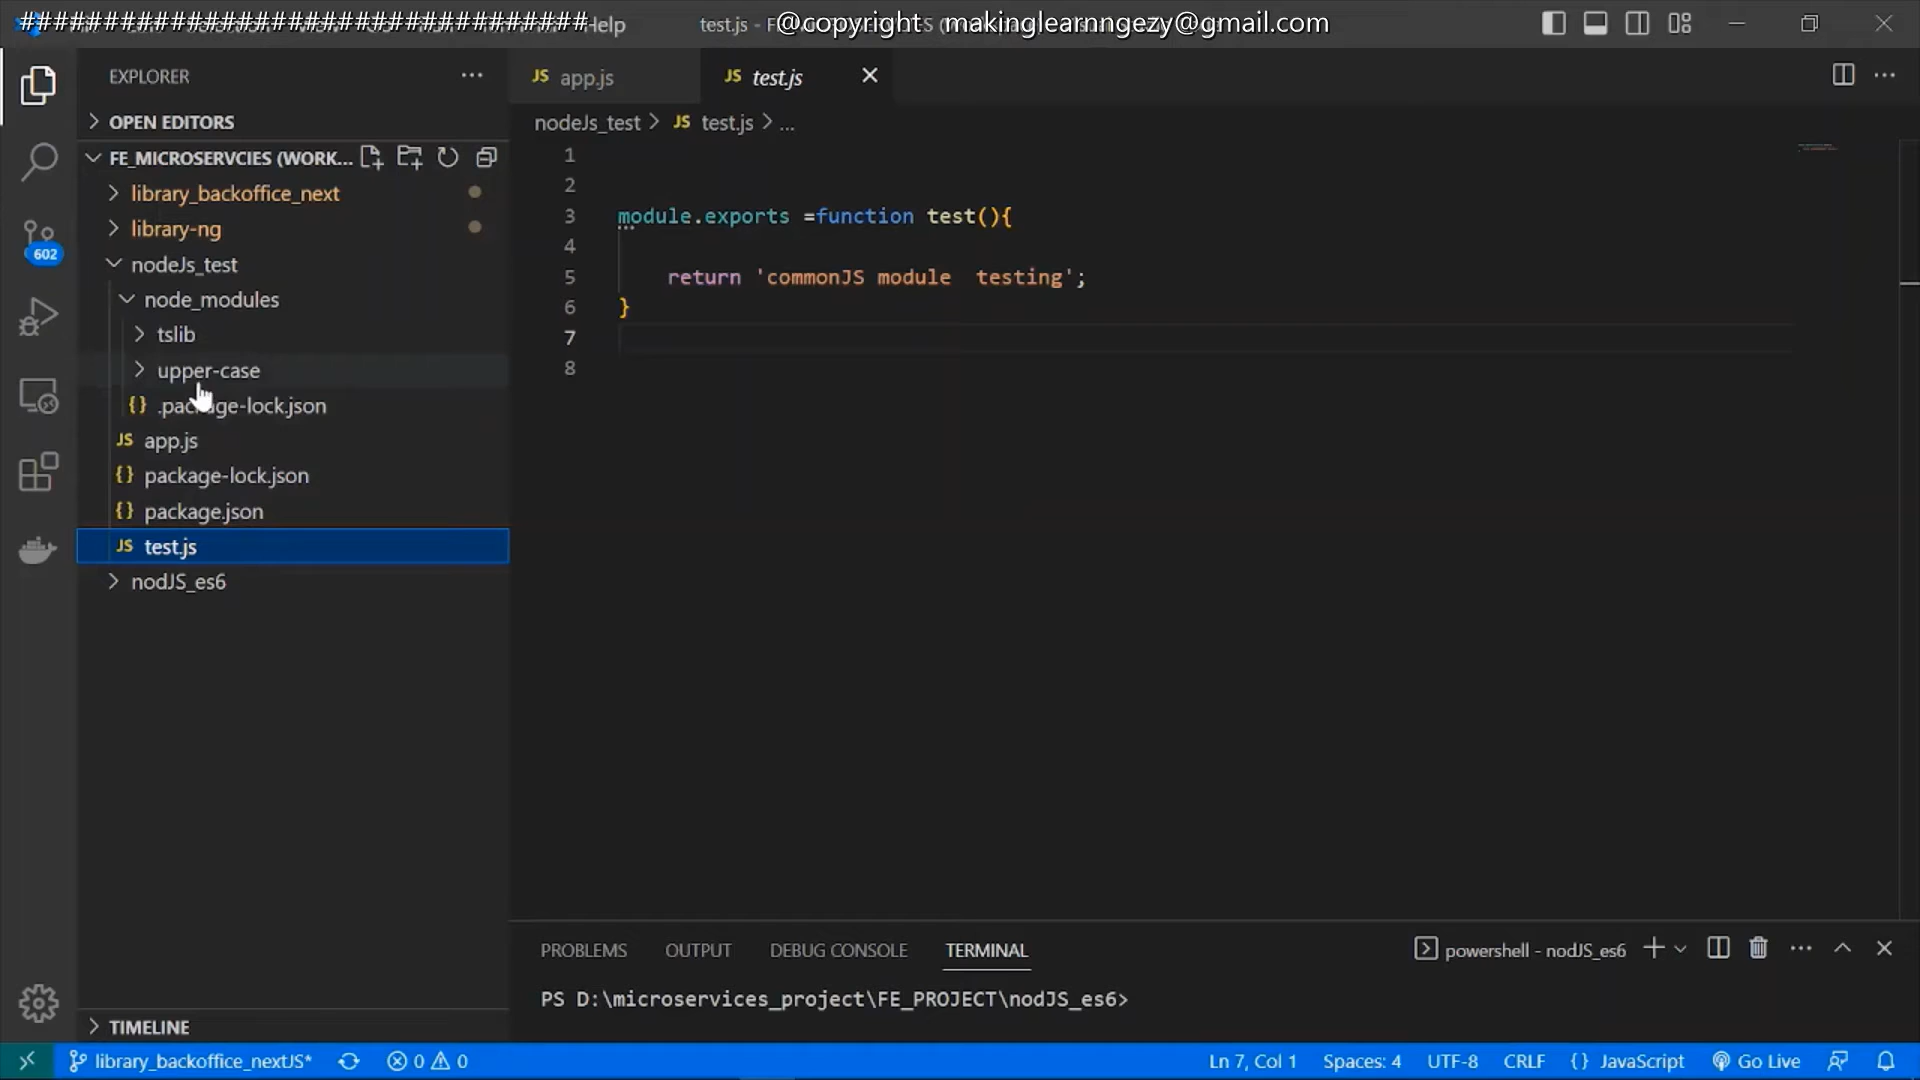 ################################### Help test.js - F @copyright makinglearnngezy@gmail.com
EXPLORER
JS app.js
JS test.js
OPEN EDITORS
nodeJs_test > JS test.js > ...
FE_MICROSERVCIES (WORK...
library_backoffice_next
library-ng
602
nodeJs_test
node_modules
tslib
upper-case
{} .package-lock.json
JS app.js
{} package-lock.json
{} package.json
JS test.js
nodJS_es6
1
2
3 module.exports =function test(){
4
5 return 'commonJS module  testing';
6 }
7
8
PROBLEMS OUTPUT DEBUG CONSOLE TERMINAL powershell - nodJS_es6
PS D:\microservices_project\FE_PROJECT\nodJS_es6>
TIMELINE
library_backoffice_nextJS* 0 0 Ln 7, Col 1 Spaces: 4 UTF-8 CRLF {} JavaScript Go Live